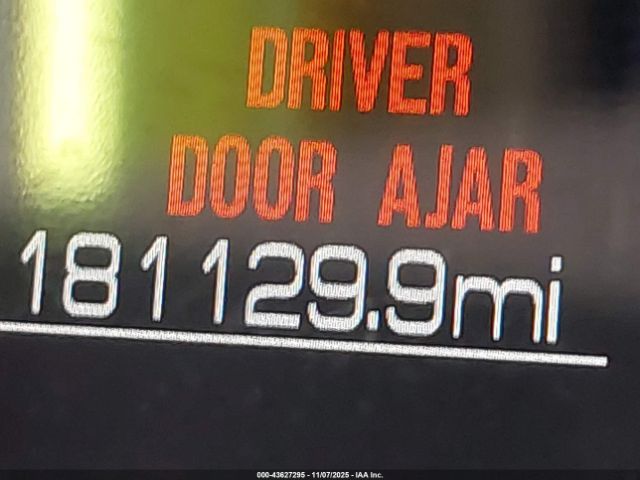 DRIVER
DOOR AJAR
181129.9mi
000-43627295 - 11/07/2025 - IAA Inc.